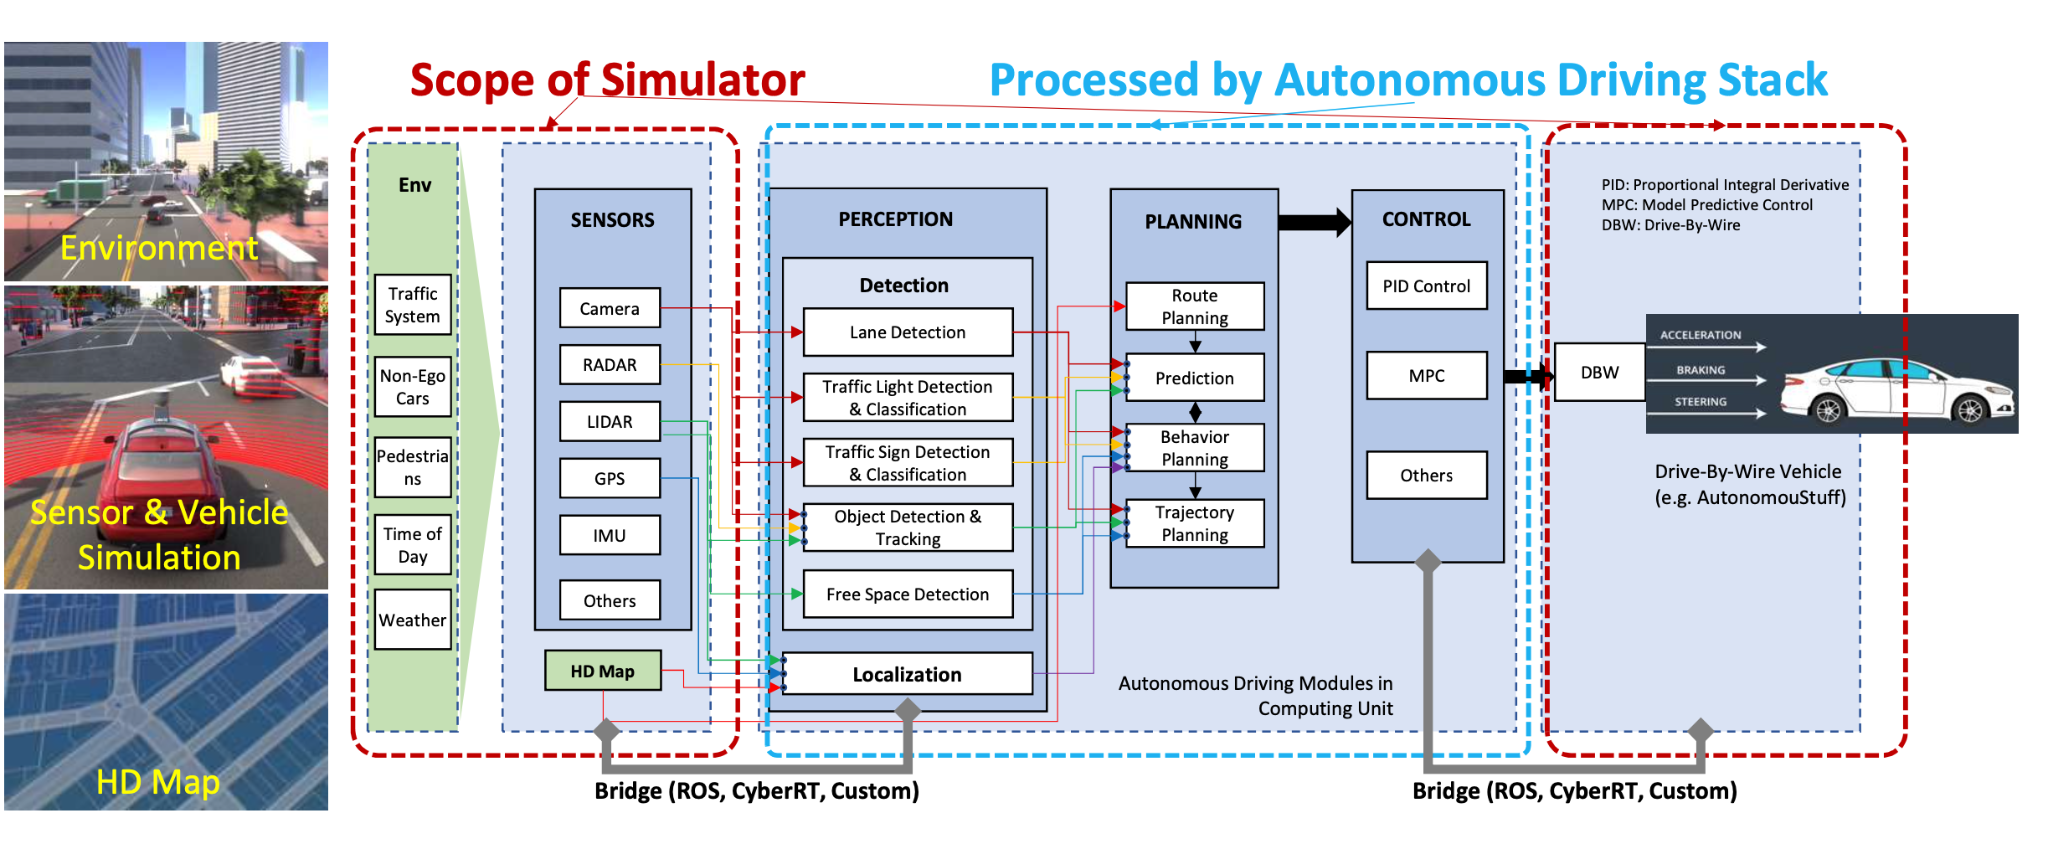 Scope of Simulator
Processed by Autonomous Driving Stack
Environment
Sensor & Vehicle
Simulation
HD Map
Env
Traffic
System
Non-Ego
Cars
Pedestria
ns
Time of
Day
Weather
SENSORS
Camera
RADAR
LIDAR
GPS
IMU
Others
HD Map
PERCEPTION
Detection
Lane Detection
Traffic Light Detection
& Classification
Traffic Sign Detection
& Classification
Object Detection &
Tracking
Free Space Detection
Localization
PLANNING
Route
Planning
Prediction
Behavior
Planning
Trajectory
Planning
CONTROL
PID Control
MPC
Others
Autonomous Driving Modules in
Computing Unit
PID: Proportional Integral Derivative
MPC: Model Predictive Control
DBW: Drive-By-Wire
DBW
ACCELERATION
BRAKING
STEERING
Drive-By-Wire Vehicle
(e.g. AutonomouStuff)
Bridge (ROS, CyberRT, Custom)
Bridge (ROS, CyberRT, Custom)